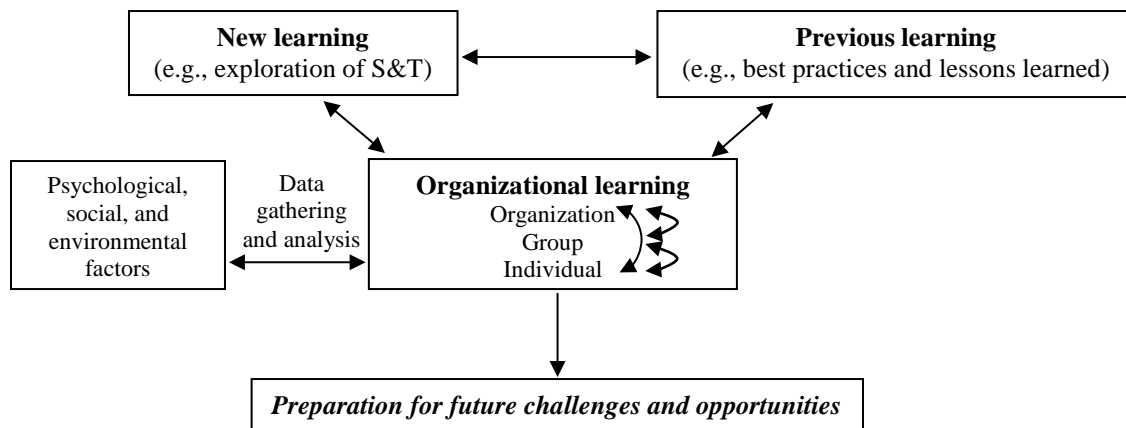 New learning
(e.g., exploration of S&T)
Previous learning
(e.g., best practices and lessons learned)
Psychological,
social, and
environmental
factors
Data
gathering
and analysis
Organizational learning
Organization
Group
Individual
Preparation for future challenges and opportunities